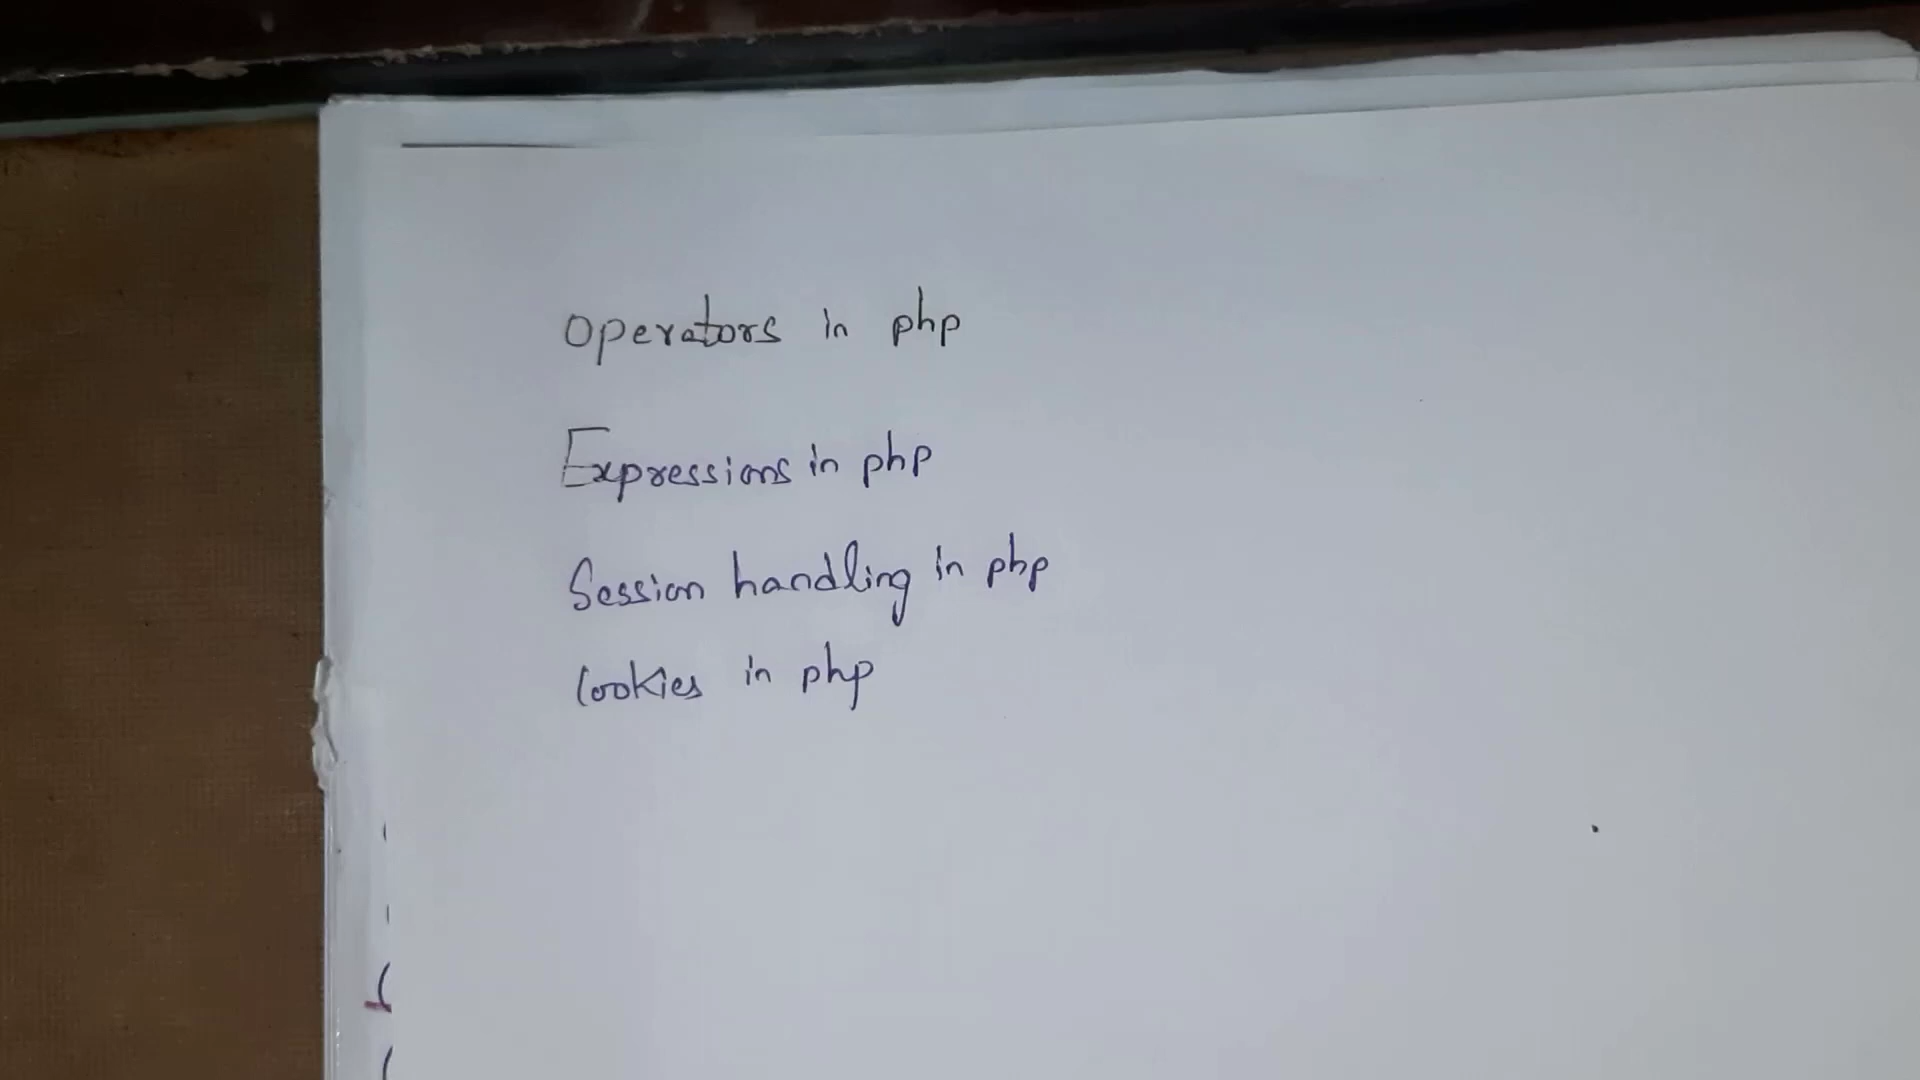 Operators in php
Expressions in php
Session handling in php
Cookies in php